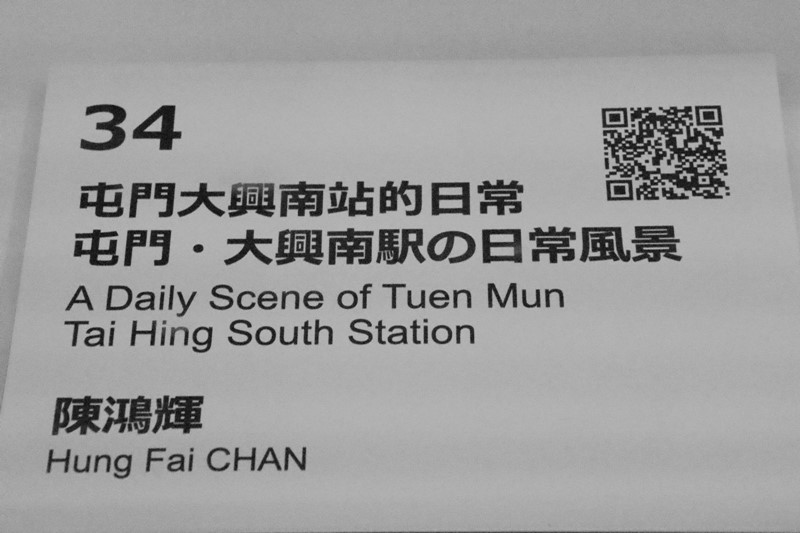 34
屯門大興南站的日常
屯門・大興南駅の日常風景
A Daily Scene of Tuen Mun
Tai Hing South Station
陳鴻輝
Hung Fai CHAN